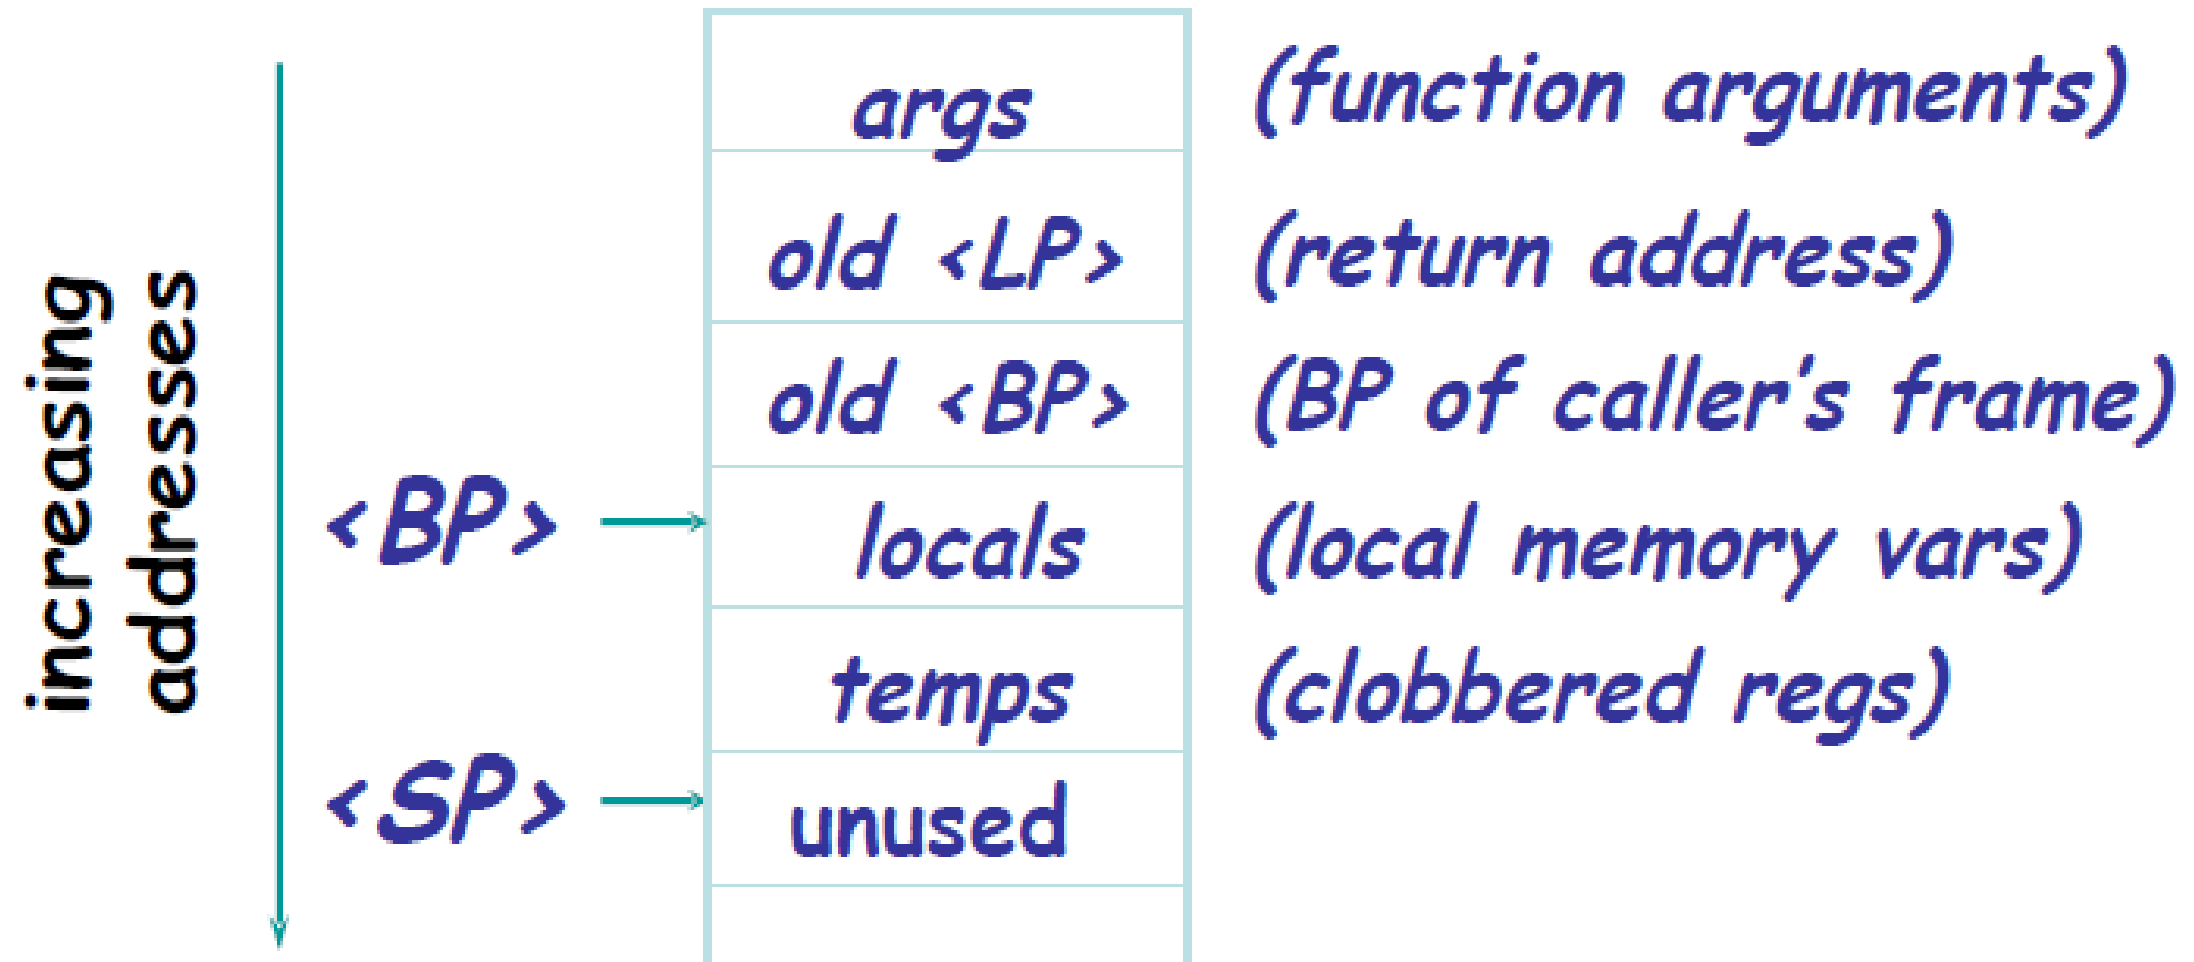 increasing
addresses
args (function arguments)
old <LP> (return address)
old <BP> (BP of caller's frame)
<BP> locals (local memory vars)
temps (clobbered regs)
<SP> unused